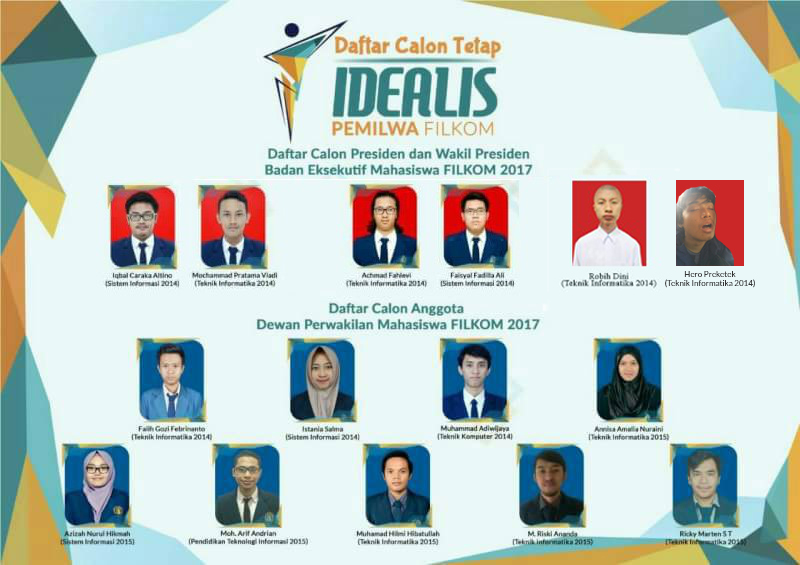 Daftar Calon Tetap
IDEALIS
PEMILWA FILKOM
Daftar Calon Presiden dan Wakil Presiden
Badan Eksekutif Mahasiswa FILKOM 2017
Iqbal Caraka Altino
(Sistem Informasi 2014)
Mochammad Pratama Viadi
(Teknik Informatika 2014)
Achmad Fahlevi
(Teknik Informatika 2014)
Faisyal Fadilla Ali
(Sistem Informasi 2014)
Robih Dini
(Teknik Informatika 2014)
Hero Preketek
(Teknik Informatika 2014)
Daftar Calon Anggota
Dewan Perwakilan Mahasiswa FILKOM 2017
Falih Gozi Febrinanto
(Teknik Informatika 2014)
Istania Salma
(Sistem Informasi 2014)
Muhammad Adiwijaya
(Teknik Komputer 2014)
Annisa Amalia Nuraini
(Teknik Informatika 2015)
Azizah Nurul Hikmah
(Sistem Informasi 2015)
Moh. Arif Andrian
(Pendidikan Teknologi Informasi 2015)
Muhamad Hilmi Hibatullah
(Teknik Informatika 2015)
M. Riski Ananda
(Teknik Informatika 2015)
Ricky Marten S T
(Teknik Informatika 2015)